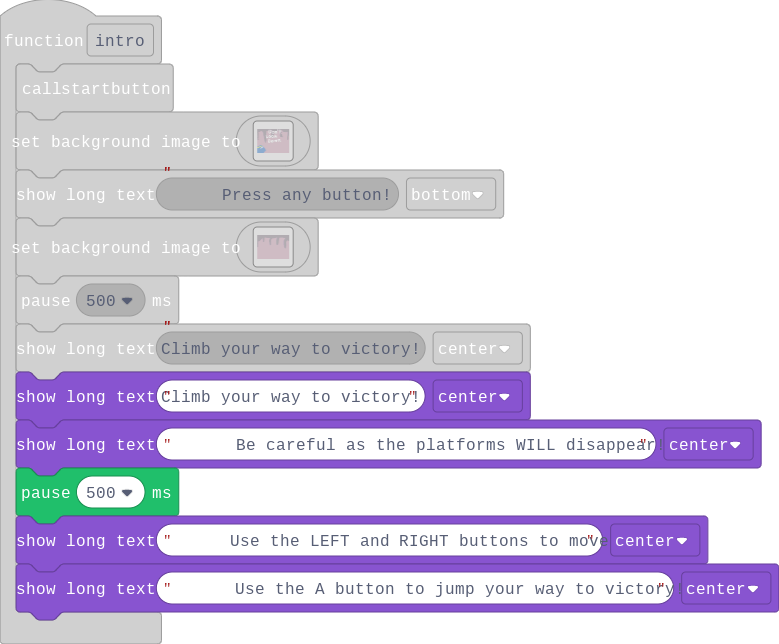 function intro
callstartbutton
set background image to
show long text " Press any button! bottom
set background image to
pause 500 ms
show long text " Climb your way to victory! center
show long text "Climb your way to victory!" center
show long text " Be careful as the platforms WILL disappear!" center
pause 500 ms
show long text " Use the LEFT and RIGHT buttons to move" center
show long text " Use the A button to jump your way to victory!" center